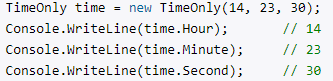 TimeOnly time = new TimeOnly(14, 23, 30);
Console.WriteLine(time.Hour);        // 14
Console.WriteLine(time.Minute);      // 23
Console.WriteLine(time.Second);      // 30